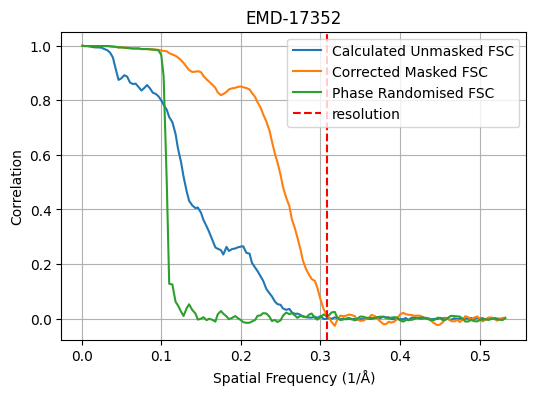 EMD-17352
Calculated Unmasked FSC
Corrected Masked FSC
Phase Randomised FSC
resolution
Correlation
1.0
0.8
0.6
0.4
0.2
0.0
0.0 0.1 0.2 0.3 0.4 0.5
Spatial Frequency (1/Å)